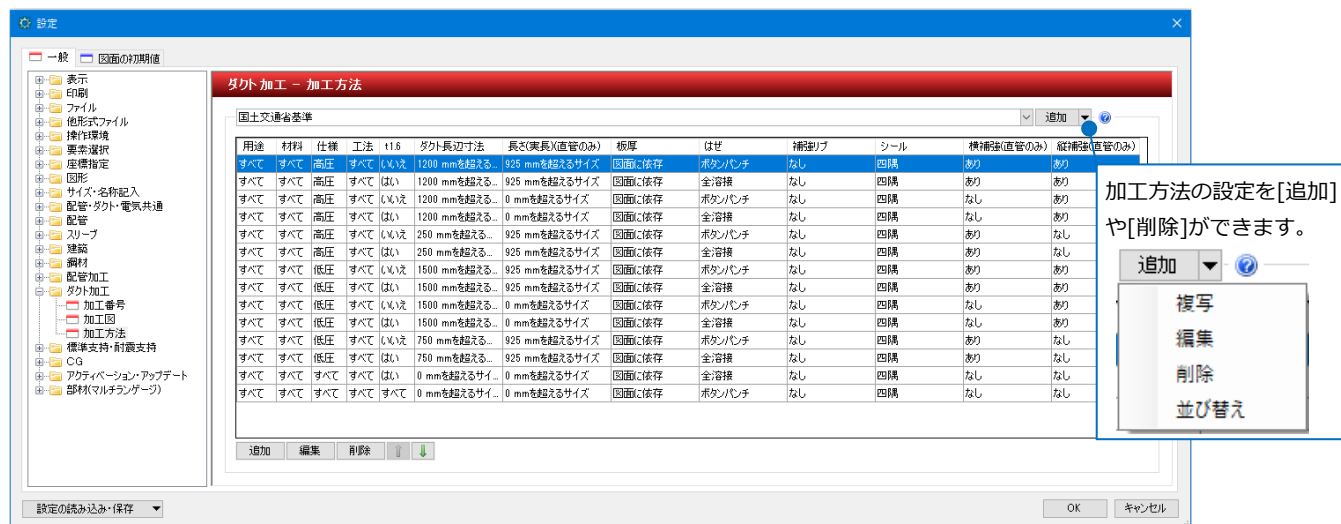 設定
一般 図面の初期値
表示
印刷
ファイル
他形式ファイル
操作環境
要素選択
座標指定
図形
サイズ・名称記入
配管・ダクト・電気共通
配管
スリーブ
建築
鋼材
配管加工
ダクト加工
加工番号
加工図
加工方法
標準支持・耐震支持
CG
アクティベーション・アップデート
部材(マルチランゲージ)
ダクト加工 - 加工方法
国土交通省基準 追加
用途 材料 仕様 工法 t1.6 ダクト長辺寸法 長さ(実長)(直管のみ) 板厚 はぜ 補強リブ シール 横補強(直管のみ) 縦補強(直管のみ)
すべて すべて 高圧 すべて いいえ 1200 mmを超える... 925 mmを超えるサイズ 図面に依存 ボタンパンチ なし 四隅 あり あり
すべて すべて 高圧 すべて はい 1200 mmを超える... 925 mmを超えるサイズ 図面に依存 全溶接 なし 四隅 あり あり
すべて すべて 高圧 すべて いいえ 1200 mmを超える... 0 mmを超えるサイズ 図面に依存 ボタンパンチ なし 四隅 なし あり
すべて すべて 高圧 すべて はい 1200 mmを超える... 0 mmを超えるサイズ 図面に依存 全溶接 なし 四隅 なし あり
すべて すべて 高圧 すべて いいえ 250 mmを超える... 925 mmを超えるサイズ 図面に依存 ボタンパンチ なし 四隅 あり なし
すべて すべて 高圧 すべて はい 250 mmを超える... 925 mmを超えるサイズ 図面に依存 全溶接 なし 四隅 あり なし
すべて すべて 低圧 すべて いいえ 1500 mmを超える... 925 mmを超えるサイズ 図面に依存 ボタンパンチ なし 四隅 あり あり
すべて すべて 低圧 すべて はい 1500 mmを超える... 925 mmを超えるサイズ 図面に依存 全溶接 なし 四隅 あり あり
すべて すべて 低圧 すべて いいえ 1500 mmを超える... 0 mmを超えるサイズ 図面に依存 ボタンパンチ なし 四隅 なし あり
すべて すべて 低圧 すべて はい 1500 mmを超える... 0 mmを超えるサイズ 図面に依存 全溶接 なし 四隅 なし あり
すべて すべて 低圧 すべて いいえ 750 mmを超える... 925 mmを超えるサイズ 図面に依存 ボタンパンチ なし 四隅 あり なし
すべて すべて 低圧 すべて はい 750 mmを超える... 925 mmを超えるサイズ 図面に依存 全溶接 なし 四隅 あり なし
すべて すべて すべて すべて はい 0 mmを超えるサイ... 0 mmを超えるサイズ 図面に依存 全溶接 なし 四隅 なし なし
すべて すべて すべて すべて すべて 0 mmを超えるサイ... 0 mmを超えるサイズ 図面に依存 ボタンパンチ なし 四隅 なし なし
追加 編集 削除
設定の読み込み・保存
OK キャンセル
加工方法の設定を[追加]
や[削除]ができます。
追加
複写
編集
削除
並び替え